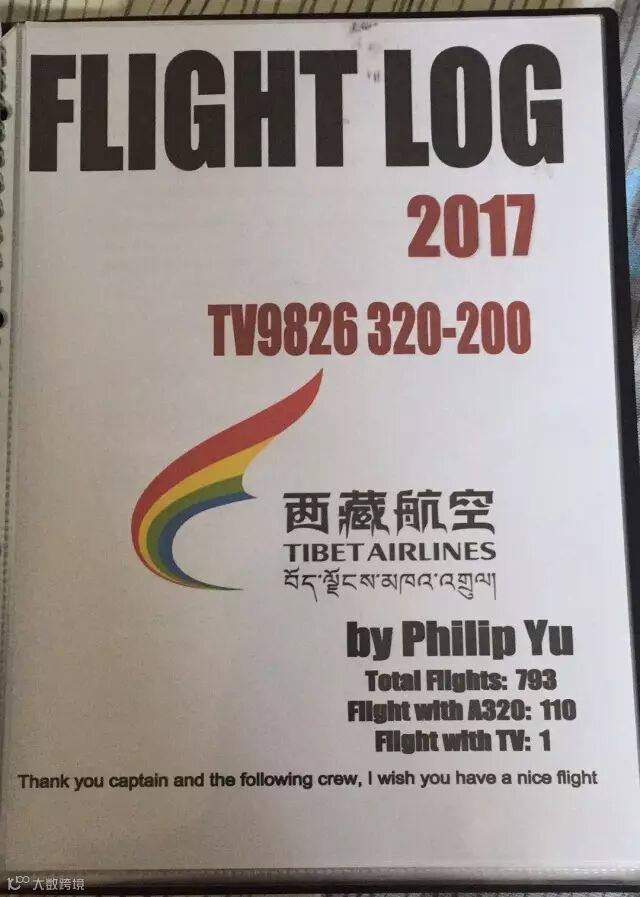 FLIGHT LOG
2017
TV9826 320-200
西藏航空
TIBET AIRLINES
བོད་ལྗོངས་མཁའ་འགྲུལ།
by Philip Yu
Total Flights: 793
Flight with A320: 110
Flight with TV: 1
Thank you captain and the following crew, I wish you have a nice flight
大数跨境